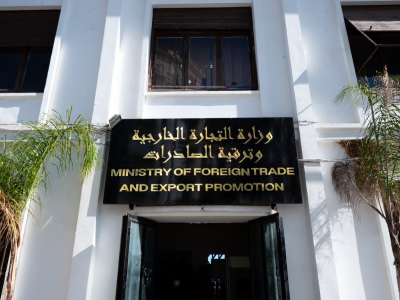 وزارة التجارة الخارجية
وترقية الصادرات
MINISTRY OF FOREIGN TRADE
AND EXPORT PROMOTION